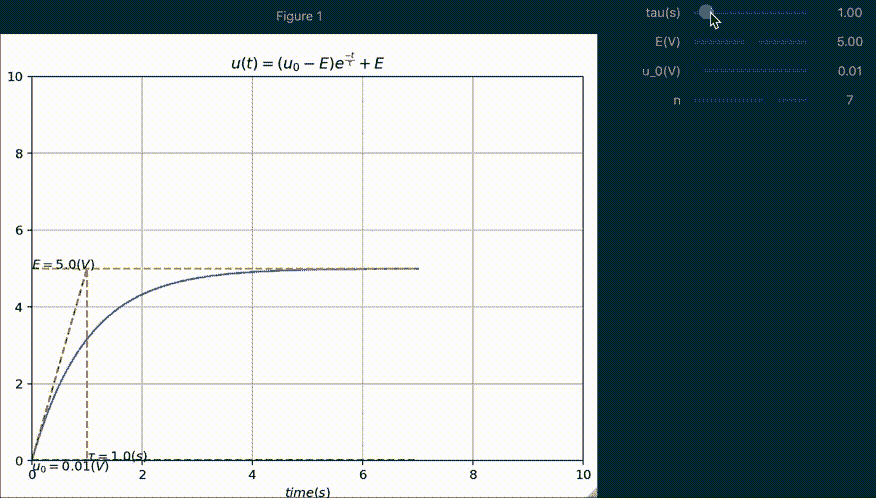 Figure 1
tau(s) 1.00
E(V) 5.00
u_0(V) 0.01
n 7
u(t) = (u₀ − E)e^{\frac{-t}{τ}} + E
10
8
6
4
2
0
E = 5.0(V)
τ = 1.0(s)
u₀ = 0.01(V)
0 2 4 6 8 10
time(s)